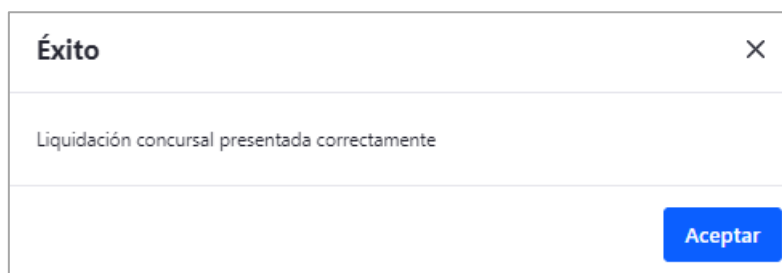 Éxito
Liquidación concursal presentada correctamente
Aceptar